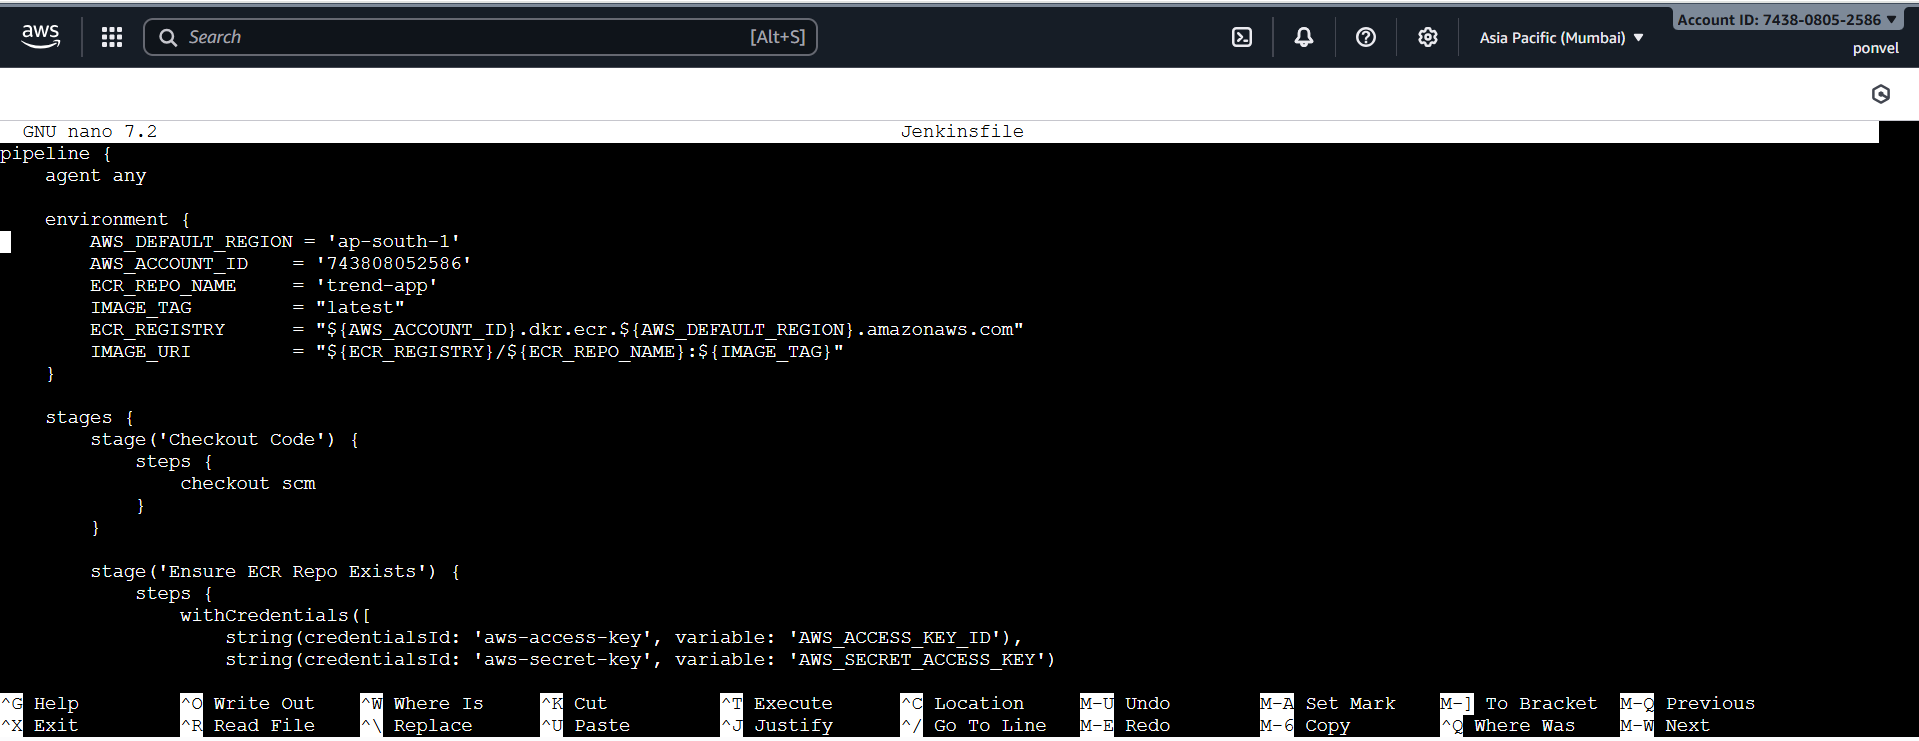 aws
Search [Alt+S]
Asia Pacific (Mumbai) ▼
Account ID: 7438-0805-2586 ▼
ponvel
GNU nano 7.2 Jenkinsfile
pipeline {
    agent any

    environment {
        AWS_DEFAULT_REGION = 'ap-south-1'
        AWS_ACCOUNT_ID    = '743808052586'
        ECR_REPO_NAME     = 'trend-app'
        IMAGE_TAG         = "latest"
        ECR_REGISTRY      = "${AWS_ACCOUNT_ID}.dkr.ecr.${AWS_DEFAULT_REGION}.amazonaws.com"
        IMAGE_URI         = "${ECR_REGISTRY}/${ECR_REPO_NAME}:${IMAGE_TAG}"
    }

    stages {
        stage('Checkout Code') {
            steps {
                checkout scm
            }
        }

        stage('Ensure ECR Repo Exists') {
            steps {
                withCredentials([
                    string(credentialsId: 'aws-access-key', variable: 'AWS_ACCESS_KEY_ID'),
                    string(credentialsId: 'aws-secret-key', variable: 'AWS_SECRET_ACCESS_KEY')
^G Help ^O Write Out ^W Where Is ^K Cut ^T Execute ^C Location M-U Undo M-A Set Mark M-] To Bracket M-Q Previous
^X Exit ^R Read File ^\ Replace ^U Paste ^J Justify ^/ Go To Line M-E Redo M-6 Copy ^Q Where Was M-W Next